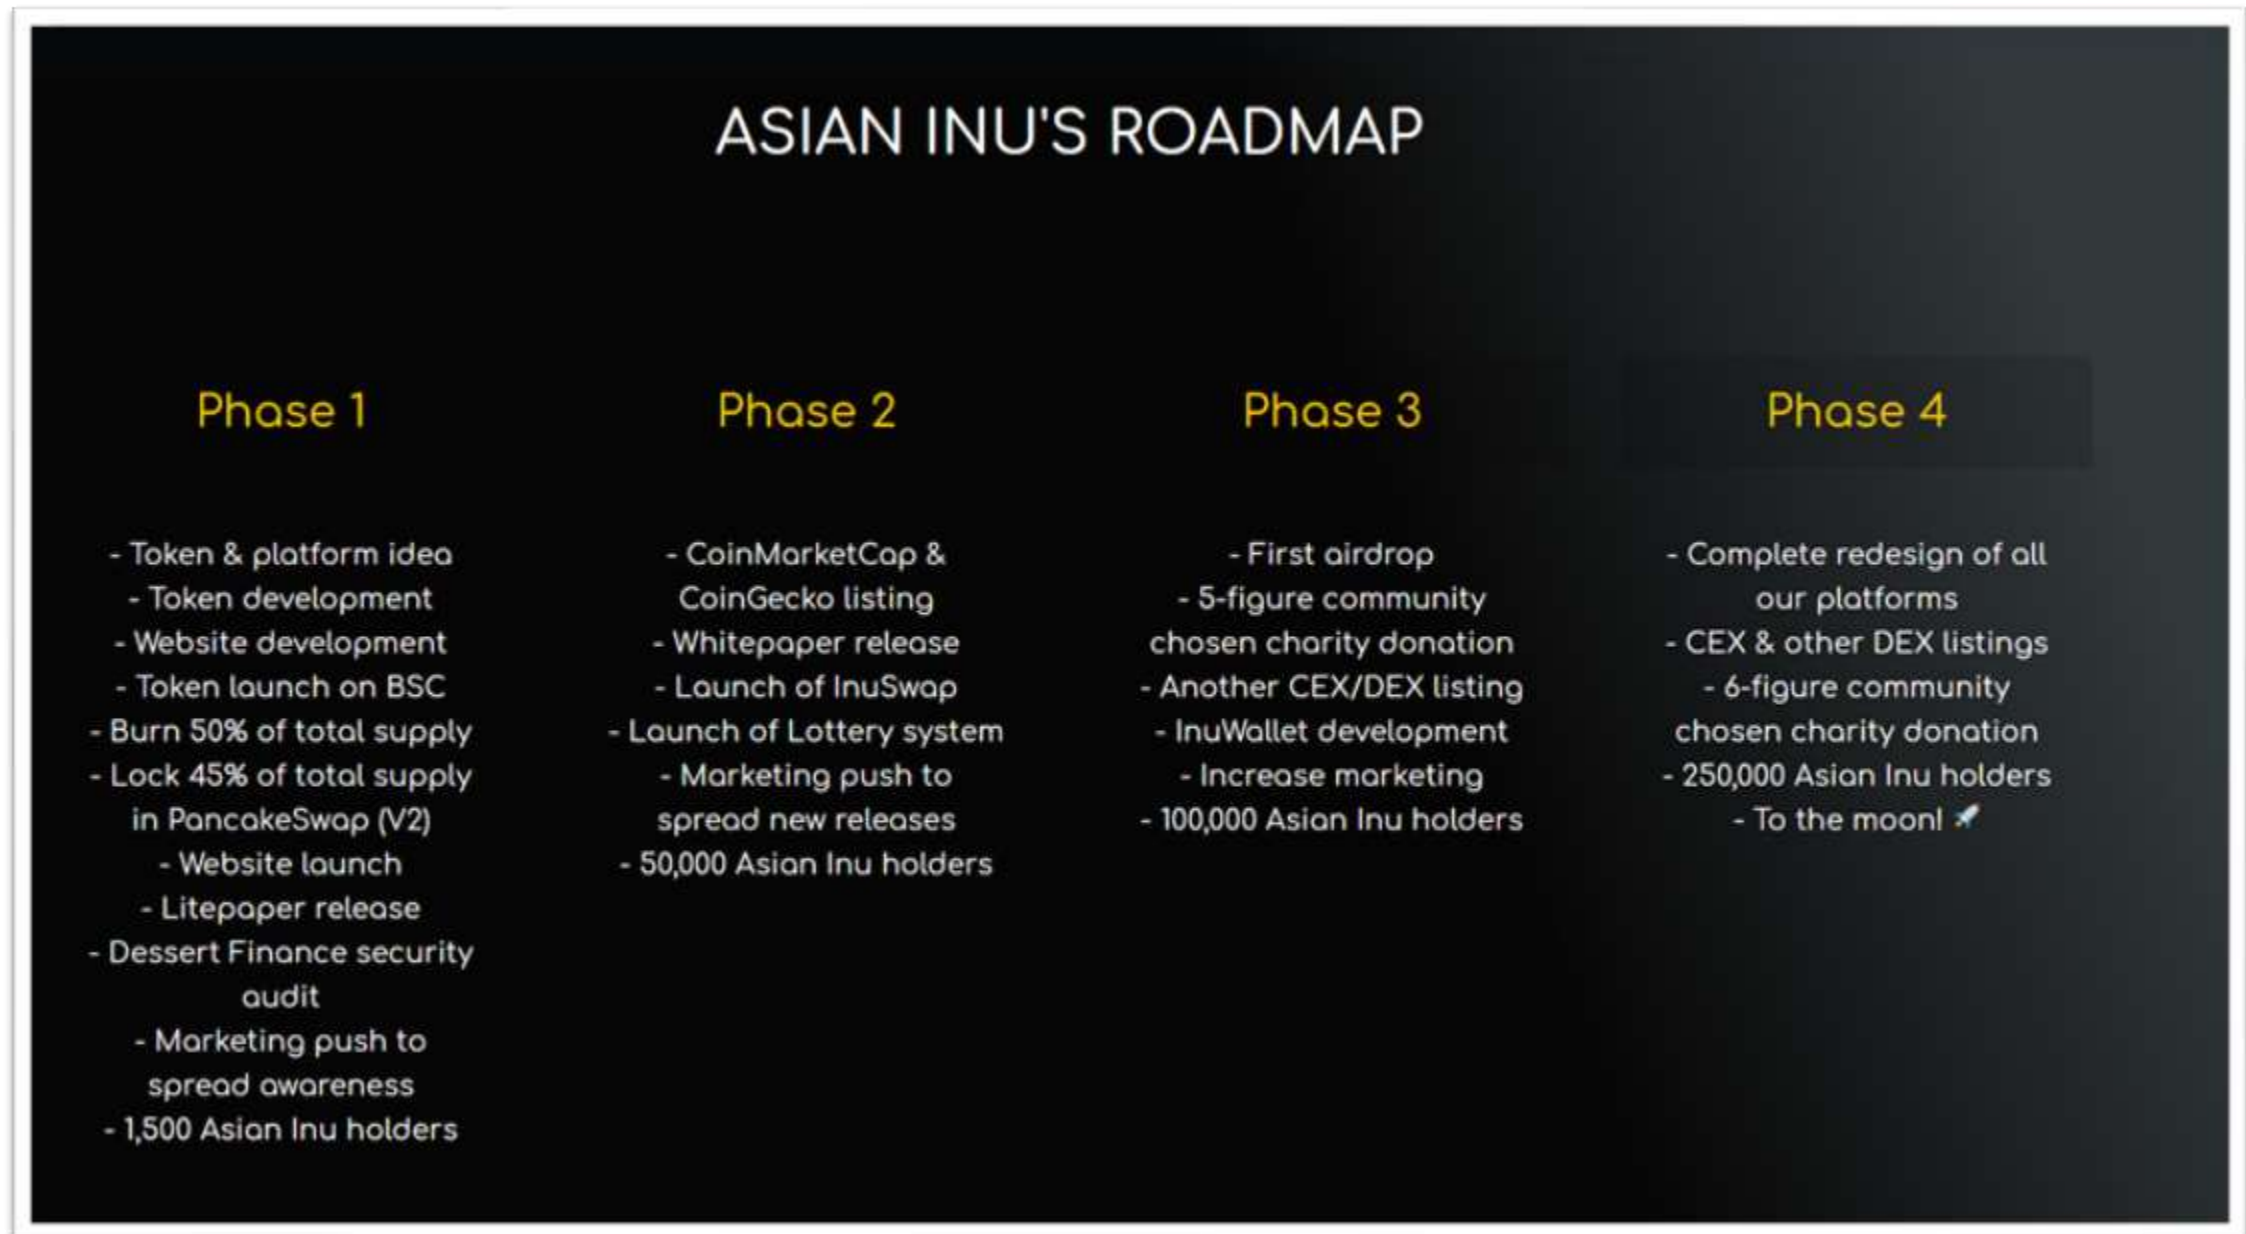 ASIAN INU'S ROADMAP
Phase 1
- Token & platform idea
- Token development
- Website development
- Token launch on BSC
- Burn 50% of total supply
- Lock 45% of total supply
in PancakeSwap (V2)
- Website launch
- Litepaper release
- Dessert Finance security
audit
- Marketing push to
spread awareness
- 1,500 Asian Inu holders
Phase 2
- CoinMarketCap &
CoinGecko listing
- Whitepaper release
- Launch of InuSwap
- Launch of Lottery system
- Marketing push to
spread new releases
- 50,000 Asian Inu holders
Phase 3
- First airdrop
- 5-figure community
chosen charity donation
- Another CEX/DEX listing
- InuWallet development
- Increase marketing
- 100,000 Asian Inu holders
Phase 4
- Complete redesign of all
our platforms
- CEX & other DEX listings
- 6-figure community
chosen charity donation
- 250,000 Asian Inu holders
- To the moon! 🚀